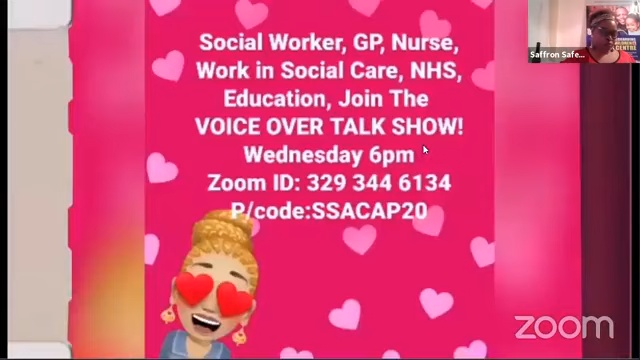 Social Worker, GP, Nurse,
Work in Social Care, NHS,
Education, Join The
VOICE OVER TALK SHOW!
Wednesday 6pm
Zoom ID: 329 344 6134
P/code:SSACAP20
Saffron Safe...
zoom